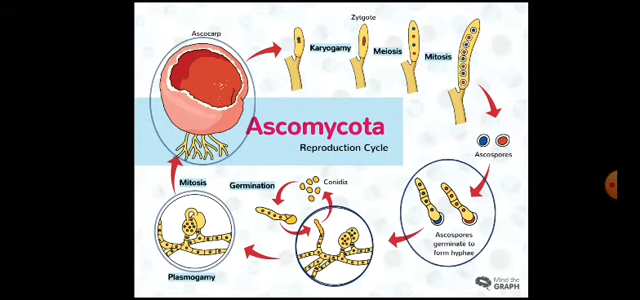 Zytgote
Ascocarp
Karyogamy
Meiosis
Mitosis
Ascomycota
Reproduction Cycle
Ascospores
Mitosis
Germination
Conidia
Ascospores
germinate to
form hyphae
Plasmogamy
Mind the
GRAPH